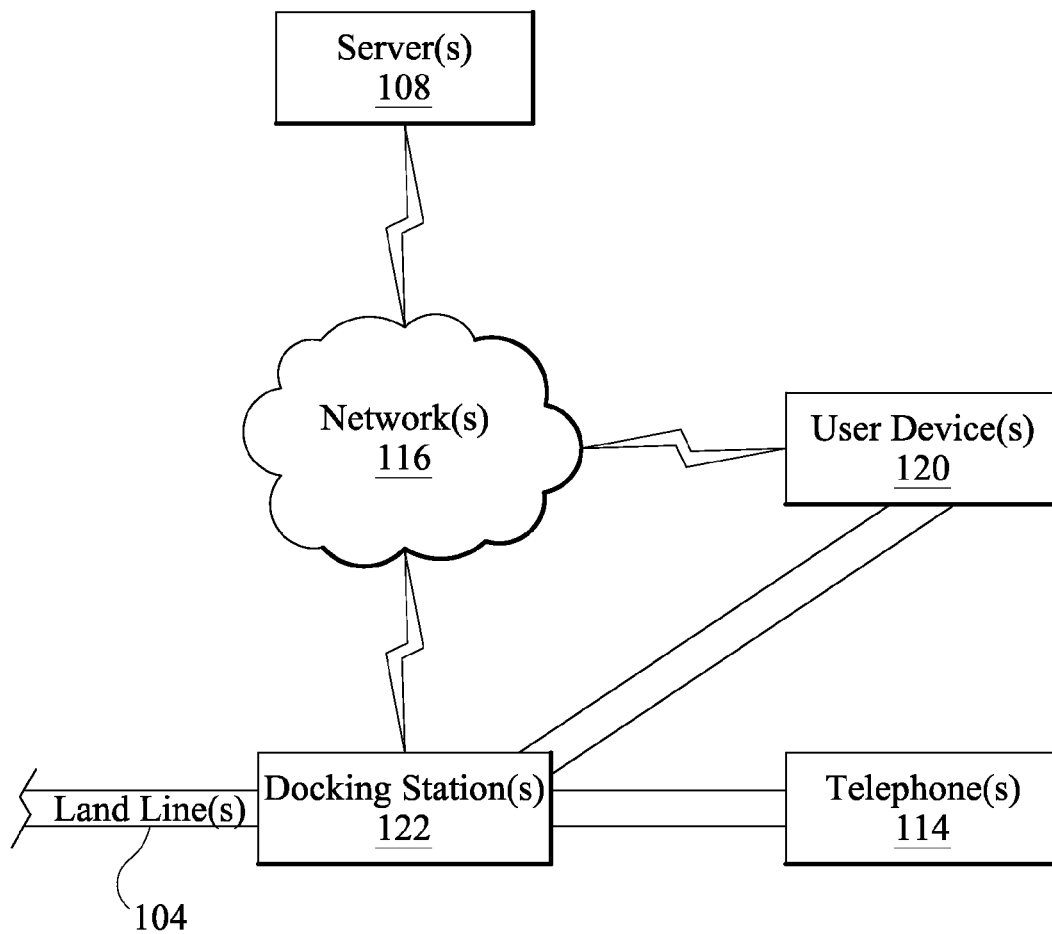 Server(s)
108
Network(s)
116
User Device(s)
120
Land Line(s)
Docking Station(s)
122
Telephone(s)
114
104